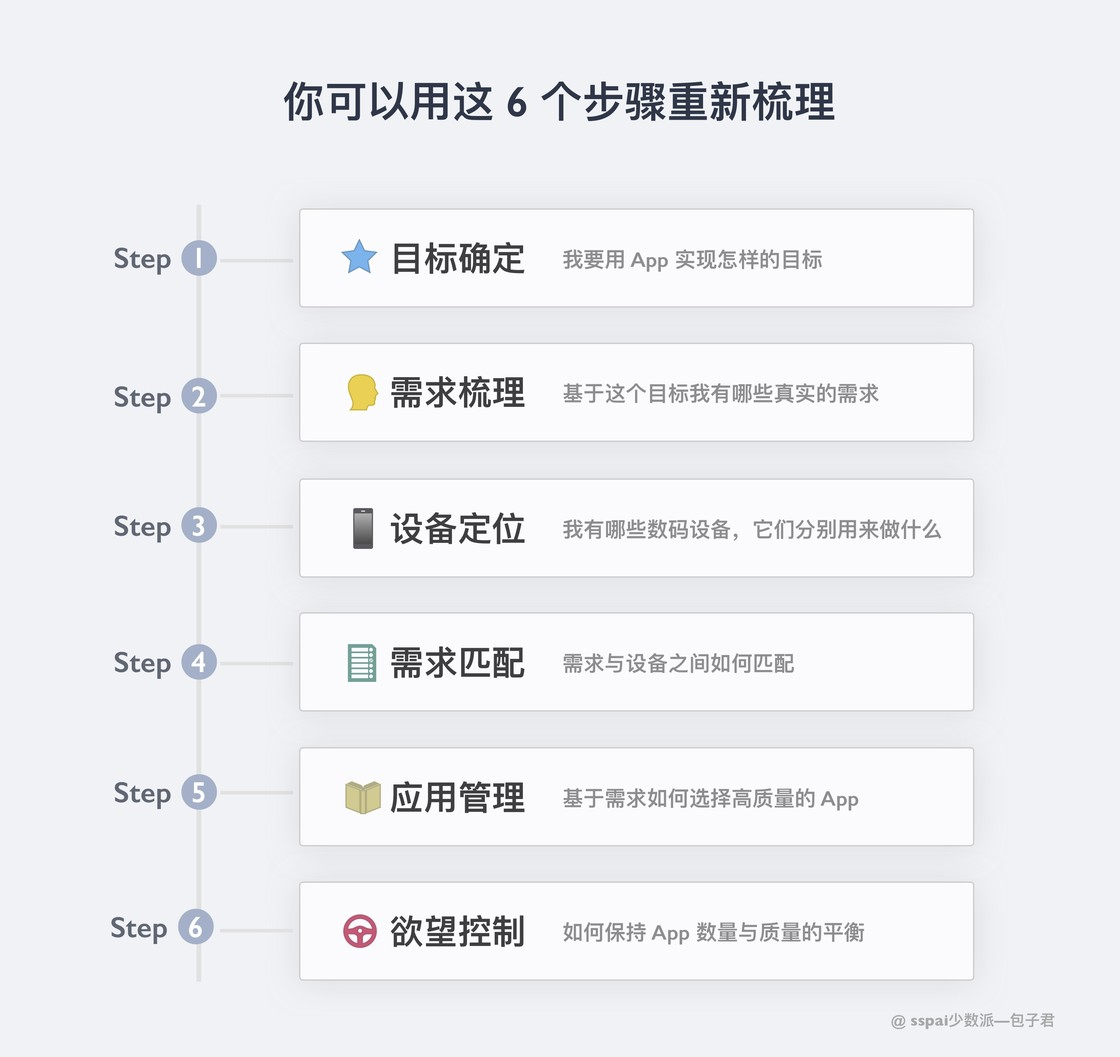 你可以用这 6 个步骤重新梳理
Step 1 目标确定 我要用 App 实现怎样的目标
Step 2 需求梳理 基于这个目标我有哪些真实的需求
Step 3 设备定位 我有哪些数码设备，它们分别用来做什么
Step 4 需求匹配 需求与设备之间如何匹配
Step 5 应用管理 基于需求如何选择高质量的 App
Step 6 欲望控制 如何保持 App 数量与质量的平衡
@ sspai少数派—包子君